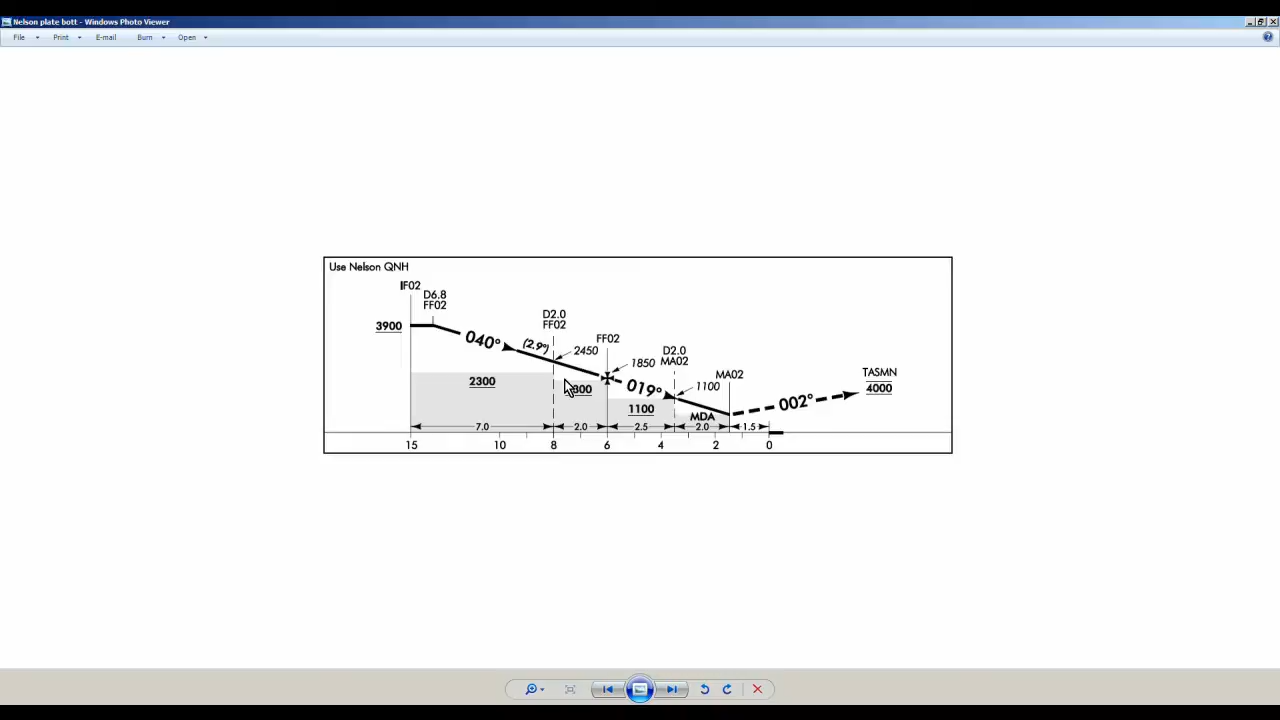 Nelson plate bott - Windows Photo Viewer
File Print E-mail Burn Open
Use Nelson QNH
IF02
D6.8
FF02
3900
040°
(2.9°)
D2.0
FF02
2450
FF02
1850
019°
D2.0
MA02
1100
MA02
002°
TASMN
4000
2300
1100
MDA
7.0 2.0 2.5 2.0 1.5
15 10 8 6 4 2 0